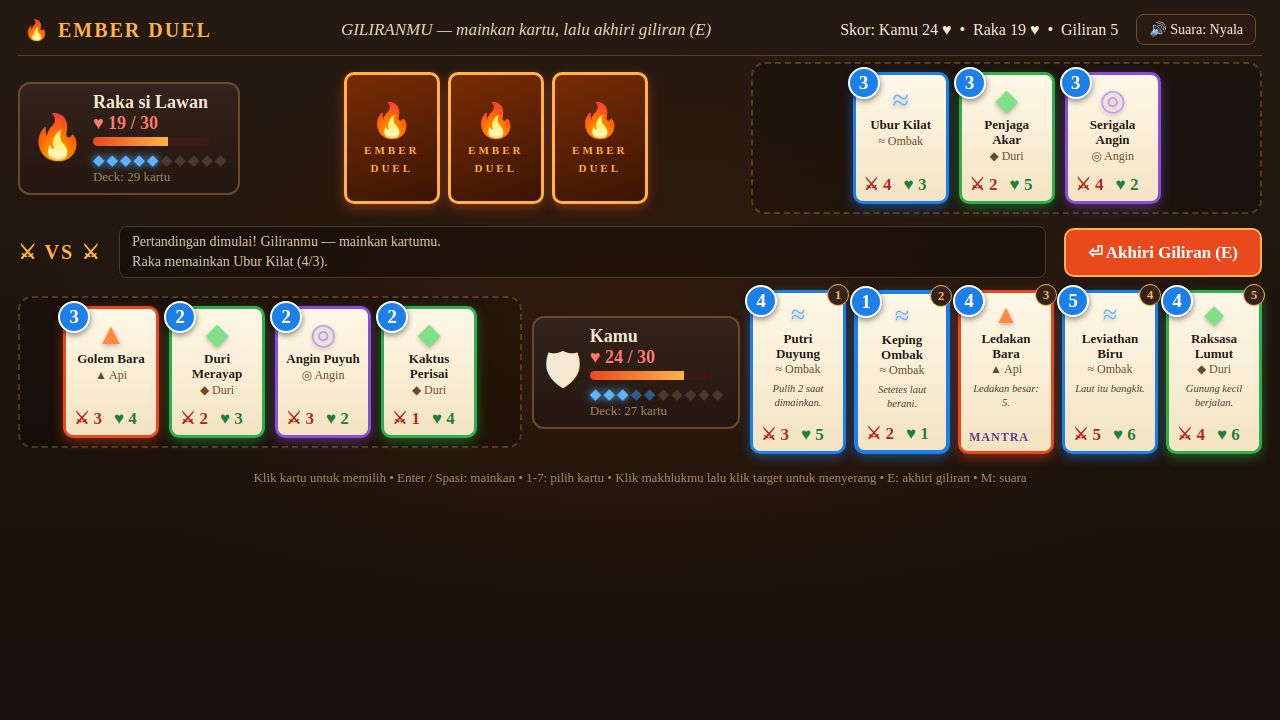 🔥 EMBER DUEL
GILIRANMU — mainkan kartu, lalu akhiri giliran (E)
Skor: Kamu 24 ♥ • Raka 19 ♥ • Giliran 5
🔊 Suara: Nyala
Raka si Lawan
♥ 19 / 30
Deck: 29 kartu
EMBER
DUEL
EMBER
DUEL
EMBER
DUEL
3
Ubur Kilat
≈ Ombak
⚔ 4 ♥ 3
3
Penjaga
Akar
◆ Duri
⚔ 2 ♥ 5
3
Serigala
Angin
◎ Angin
⚔ 4 ♥ 2
⚔ VS ⚔
Pertandingan dimulai! Giliranmu — mainkan kartumu.
Raka memainkan Ubur Kilat (4/3).
⏎ Akhiri Giliran (E)
3
Golem Bara
▲ Api
⚔ 3 ♥ 4
2
Duri
Merayap
◆ Duri
⚔ 2 ♥ 3
2
Angin Puyuh
◎ Angin
⚔ 3 ♥ 2
2
Kaktus
Perisai
◆ Duri
⚔ 1 ♥ 4
Kamu
♥ 24 / 30
Deck: 27 kartu
4
1
Putri
Duyung
≈ Ombak
Pulih 2 saat
dimainkan.
⚔ 3 ♥ 5
1
2
Keping
Ombak
≈ Ombak
Setetes laut
berani.
⚔ 2 ♥ 1
4
3
Ledakan
Bara
▲ Api
Ledakan besar:
5.
MANTRA
5
4
Leviathan
Biru
≈ Ombak
Laut itu bangkit.
⚔ 5 ♥ 6
4
5
Raksasa
Lumut
◆ Duri
Gunung kecil
berjalan.
⚔ 4 ♥ 6
Klik kartu untuk memilih • Enter / Spasi: mainkan • 1-7: pilih kartu • Klik makhlukmu lalu klik target untuk menyerang • E: akhiri giliran • M: suara